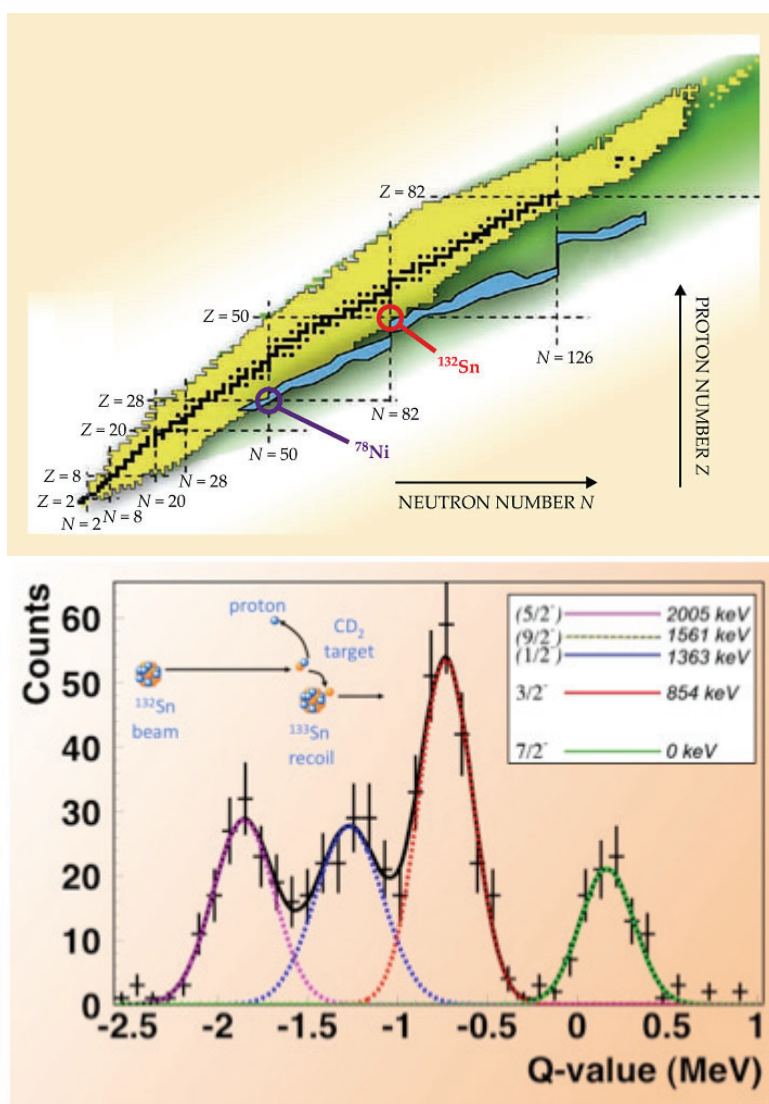 Z = 82
Z = 50
¹³²Sn
N = 126
Z = 28
N = 82
Z = 20
⁷⁸Ni
N = 50
Z = 8
N = 28
Z = 2
N = 20
N = 8
N = 2
NEUTRON NUMBER N
PROTON NUMBER Z
Counts
60
50
40
30
20
10
0
proton
CD₂
target
¹³²Sn
beam
¹³³Sn
recoil
(5/2⁻) 2005 keV
(9/2⁻) 1561 keV
(1/2⁻) 1363 keV
3/2⁻ 854 keV
7/2⁻ 0 keV
-2.5 -2 -1.5 -1 -0.5 0 0.5 1
Q-value (MeV)